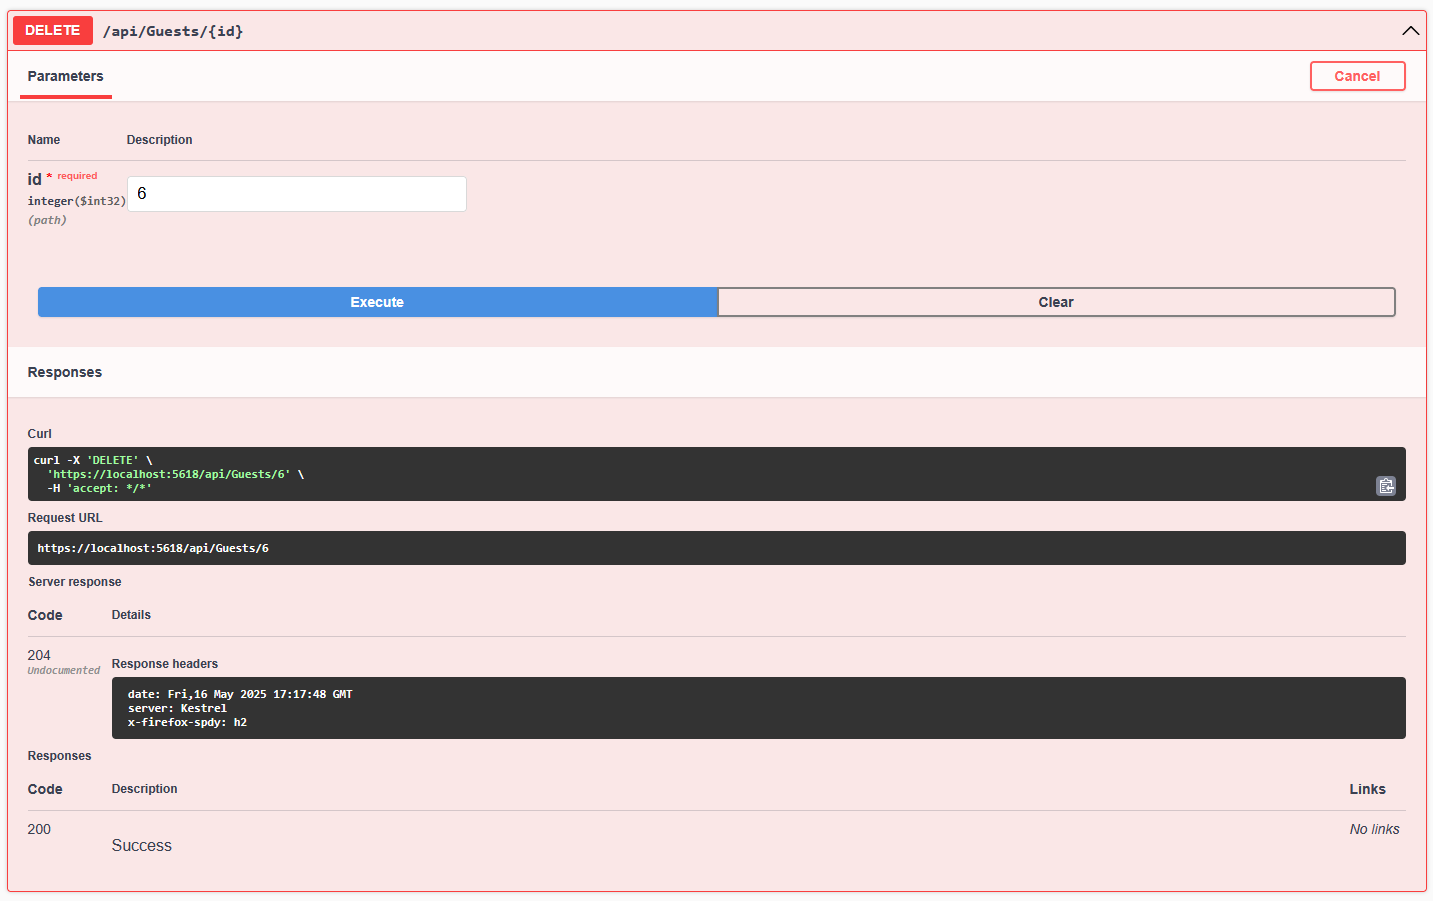 DELETE /api/Guests/{id}
Parameters Cancel
Name Description
id * required
integer($int32) 6
(path)
Execute Clear
Responses
Curl
curl -X 'DELETE' \
'https://localhost:5618/api/Guests/6' \
-H 'accept: */*'
Request URL
https://localhost:5618/api/Guests/6
Server response
Code Details
204
Undocumented
Response headers
date: Fri,16 May 2025 17:17:48 GMT
server: Kestrel
x-firefox-spdy: h2
Responses
Code Description Links
200 No links
Success